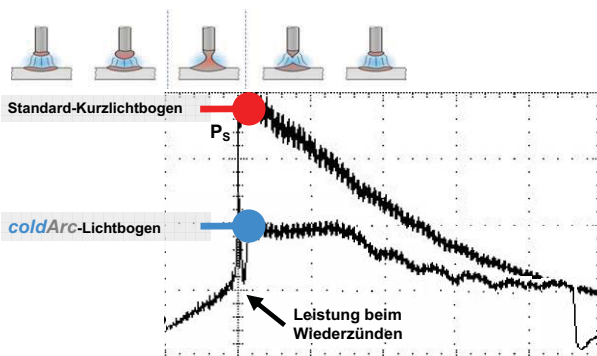 Standard-Kurzlichtbogen
PS
coldArc-Lichtbogen
Leistung beim
Wiederzünden